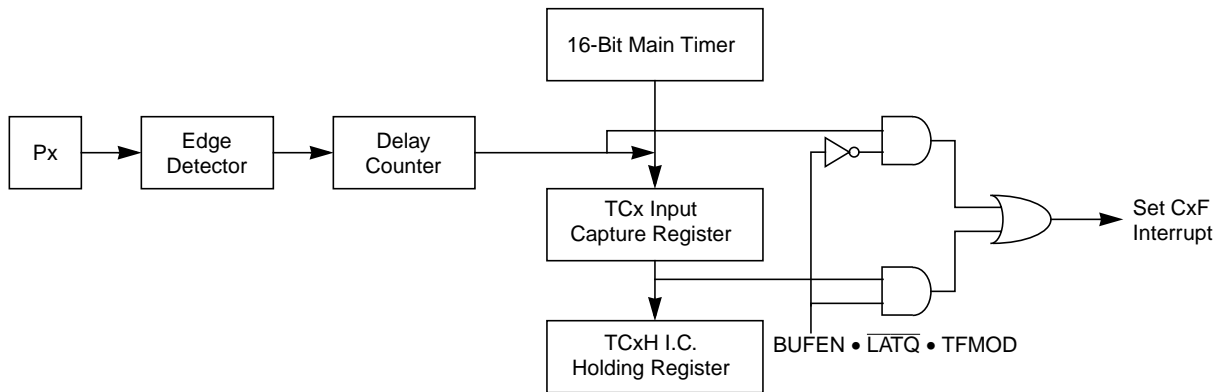 16-Bit Main Timer
Px
Edge
Detector
Delay
Counter
TCx Input
Capture Register
TCxH I.C.
Holding Register
BUFEN • L̅A̅T̅Q̅ • TFMOD
Set CxF
Interrupt